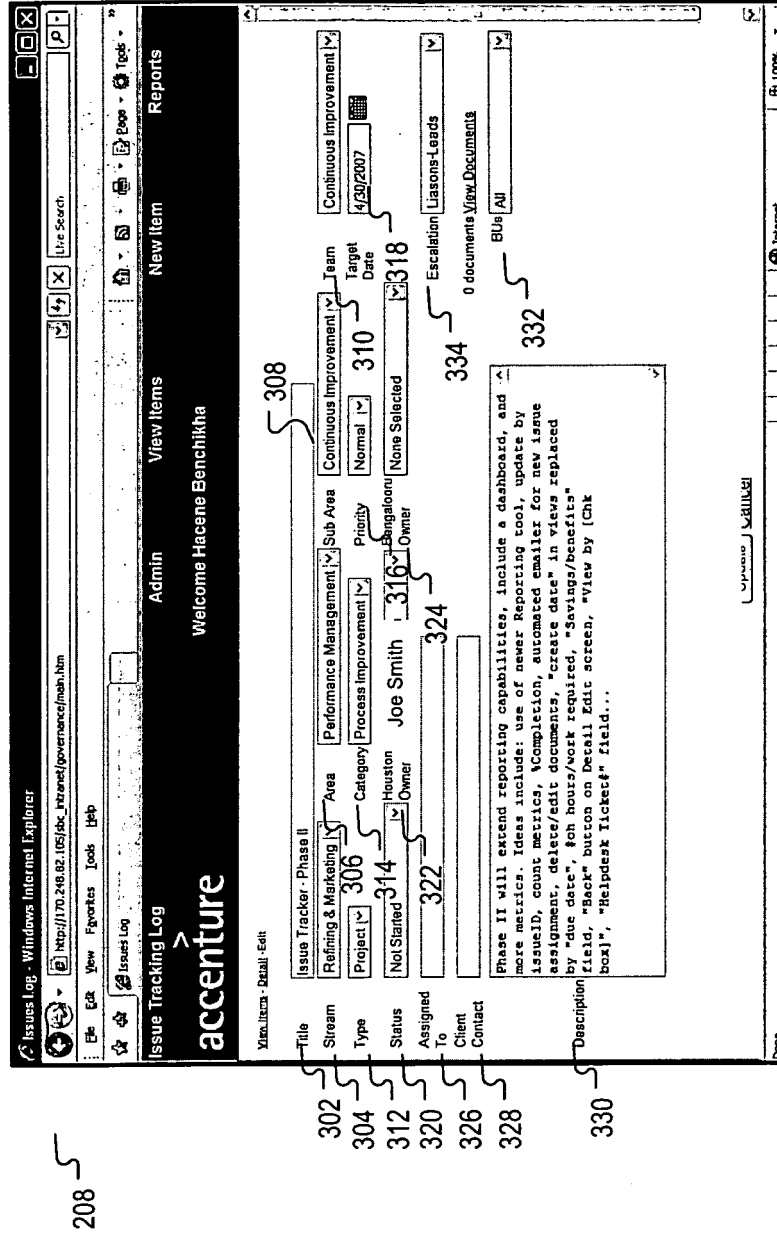 208
Issues Log - Windows Internet Explorer
http://170.248.82.105/sbc_intranet/governance/main.htm
Live Search
File Edit View Favorites Tools Help
Issues Log
Page Tools
Issue Tracking Log
Admin View Items New Item Reports
accenture
Welcome Hacene Benchikha
View Items - Detail - Edit
302 Title Issue Tracker - Phase II 308
304 Stream Refining & Marketing Area 306 Performance Management Sub Area Continuous Improvement Team 310 Continuous Improvement
312 Type Project Category 314 Process Improvement Priority 316 Normal Target Date 318 4/30/2007
320 Status Not Started Houston Owner 322 Joe Smith Bengalooru Owner 324 None Selected
326 Assigned To
334 Escalation Liasons-Leads
328 Client Contact
0 documents View Documents
332 BUs All
330 Description
Phase II will extend reporting capabilities, include a dashboard, and
more metrics. Ideas include: use of newer Reporting tool, update by
issueID, count metrics, %Completion, automated emailer for new issue
assignment, delete/edit documents, "create date" in views replaced
by "due date", #oh hours/work required, "Savings/benefits"
field, "Back" button on Detail Edit screen, "View by [Chk
box]", "Helpdesk Ticket#" field...
Cancel